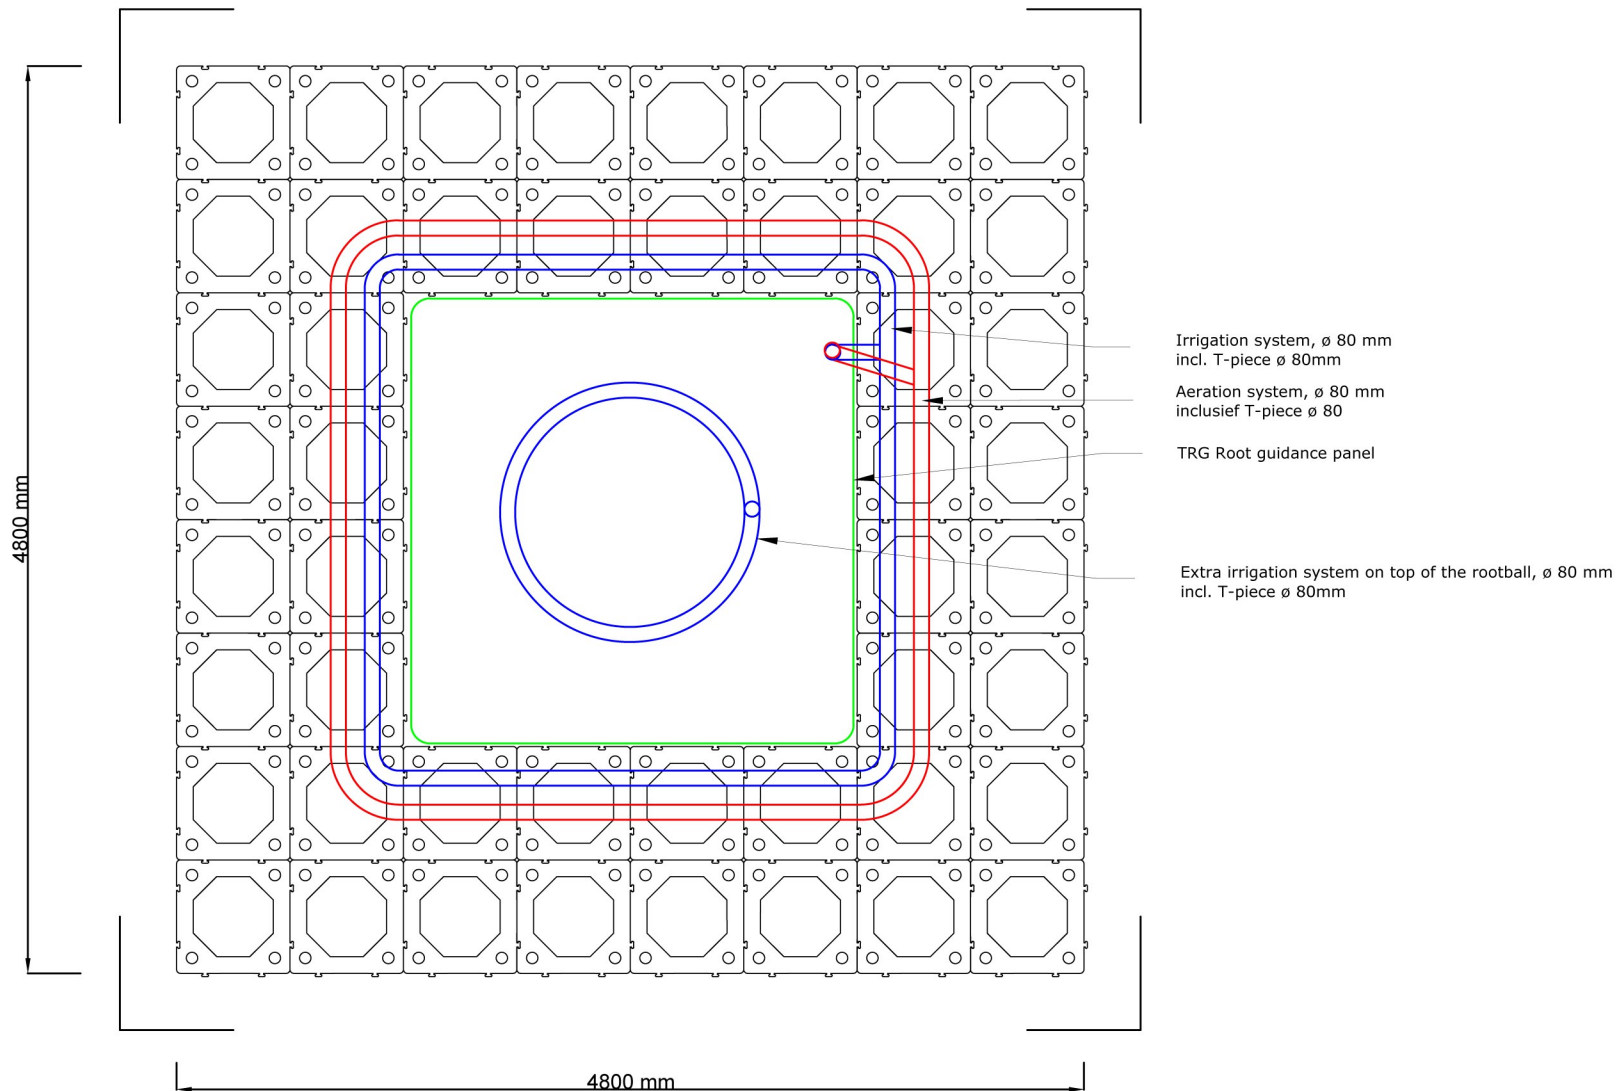 Irrigation system, ø 80 mm
incl. T-piece ø 80mm
Aeration system, ø 80 mm
inclusief T-piece ø 80
TRG Root guidance panel
4800 mm
Extra irrigation system on top of the rootball, ø 80 mm
incl. T-piece ø 80mm
4800 mm